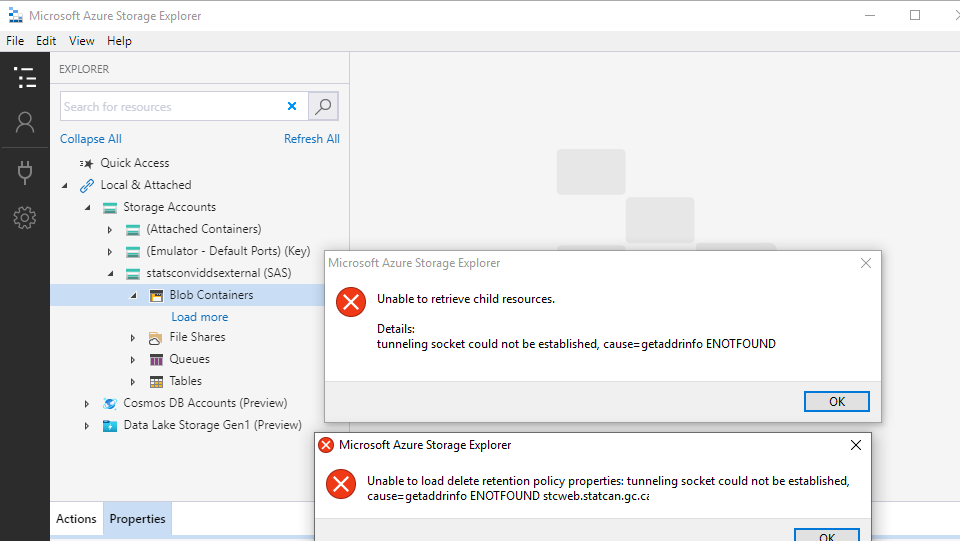 Microsoft Azure Storage Explorer
File Edit View Help
EXPLORER
Search for resources
Collapse All Refresh All
Quick Access
Local & Attached
Storage Accounts
(Attached Containers)
(Emulator - Default Ports) (Key)
statsconviddsexternal (SAS)
Blob Containers
Load more
File Shares
Queues
Tables
Cosmos DB Accounts (Preview)
Data Lake Storage Gen1 (Preview)
Actions Properties
Microsoft Azure Storage Explorer
Unable to retrieve child resources.
Details:
tunneling socket could not be established, cause=getaddrinfo ENOTFOUND
OK
Microsoft Azure Storage Explorer
Unable to load delete retention policy properties: tunneling socket could not be established,
cause=getaddrinfo ENOTFOUND stcweb.statcan.gc.ca
OK